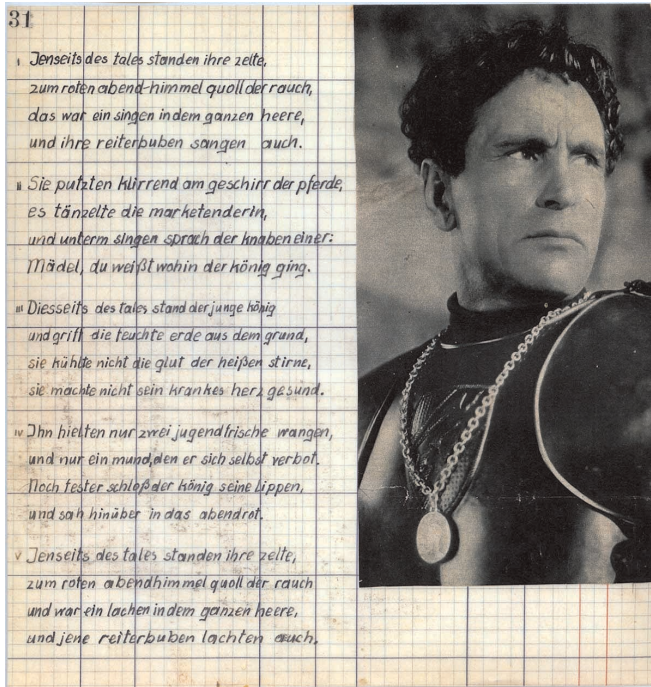 31
I Jenseits des tales standen ihre zelte,
zum roten abend-himmel quoll der rauch,
das war ein singen in dem ganzen heere,
und ihre reiterbuben sangen auch.
II Sie putzten klirrend am geschirr der pferde,
es tänzelte die marketenderin,
und unterm singen sprach der knaben einer:
Mädel, du weißt wohin der könig ging.
III Diesseits des tales stand der junge könig
und griff die feuchte erde aus dem grund,
sie kühlte nicht die glut der heißen stirne,
sie machte nicht sein krankes herz gesund.
IV Ihn hielten nur zwei jugendfrische wangen,
und nur ein mund, den er sich selbst verbot.
Noch fester schloß der könig seine lippen,
und sah hinüber in das abendrot.
V Jenseits des tales standen ihre zelte,
zum roten abendhimmel quoll der rauch
und war ein lachen in dem ganzen heere,
und jene reiterbuben lachten auch.